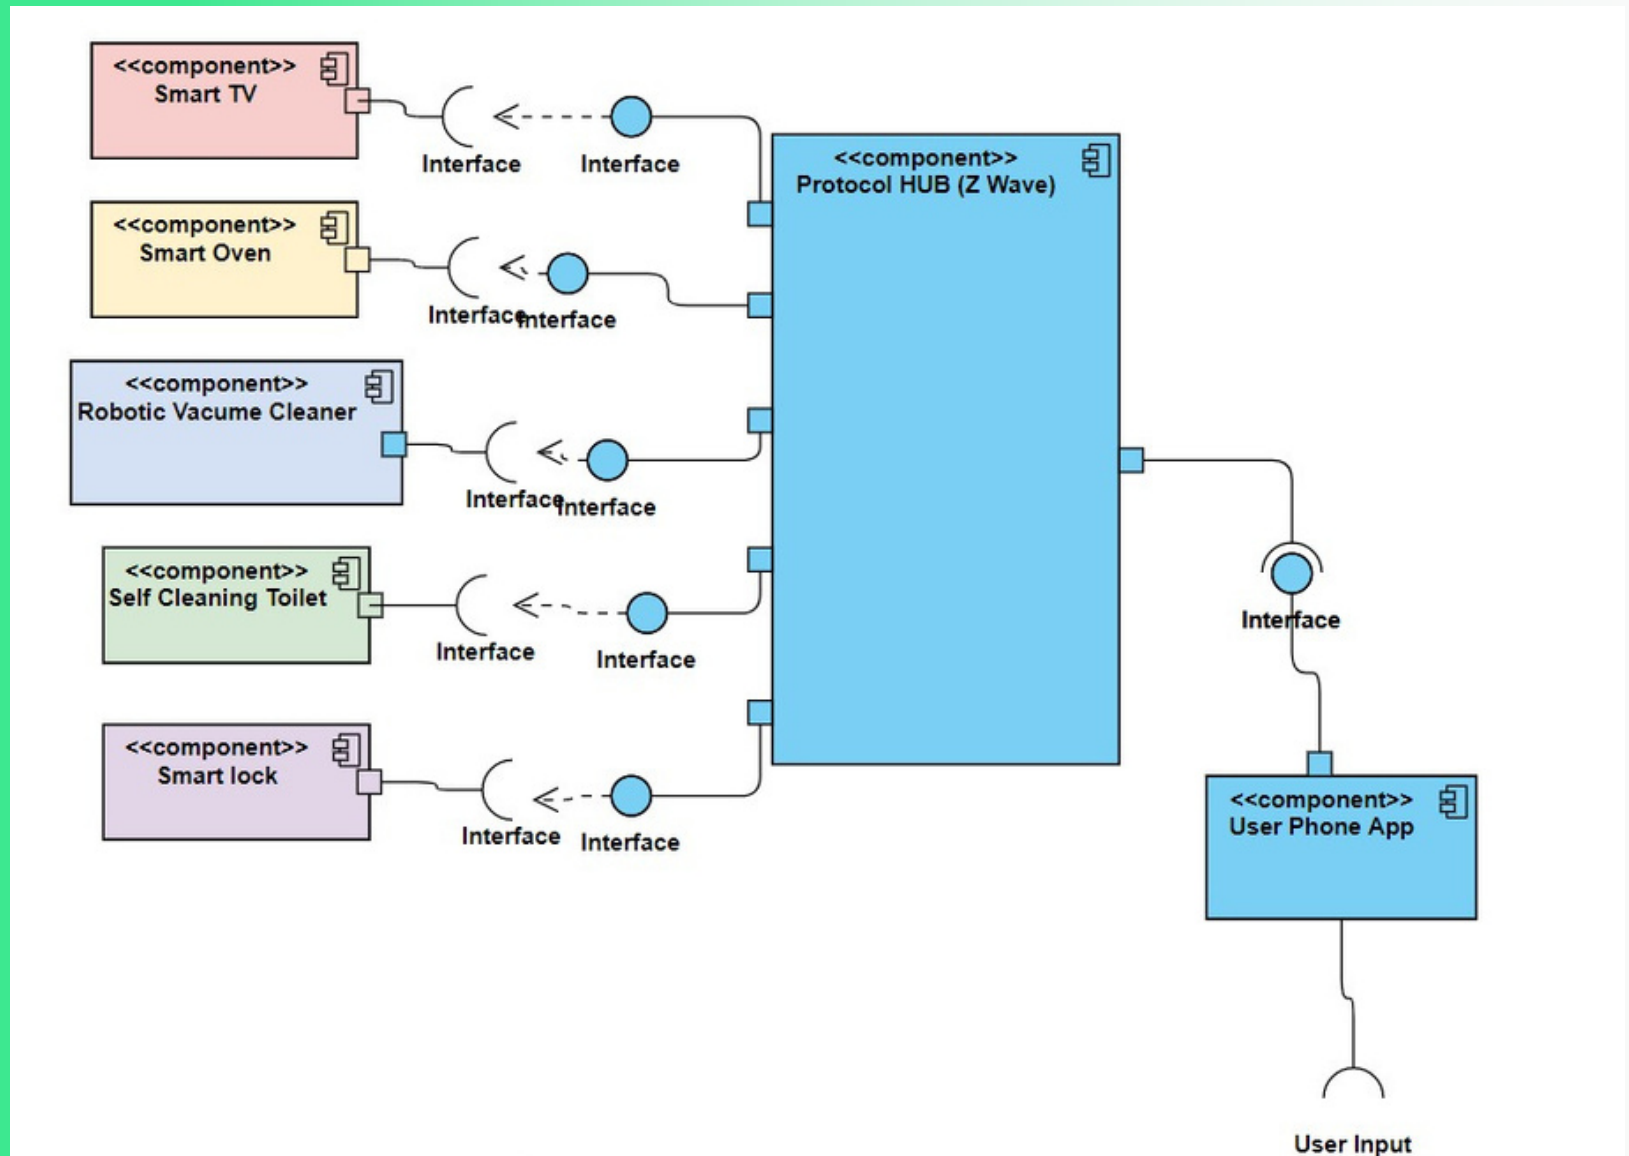 <<component>>
Smart TV
Interface
Interface
<<component>>
Protocol HUB (Z Wave)
<<component>>
Smart Oven
Interface
Interface
<<component>>
Robotic Vacume Cleaner
Interface
Interface
<<component>>
Self Cleaning Toilet
Interface
Interface
Interface
<<component>>
Smart lock
Interface
Interface
<<component>>
User Phone App
User Input